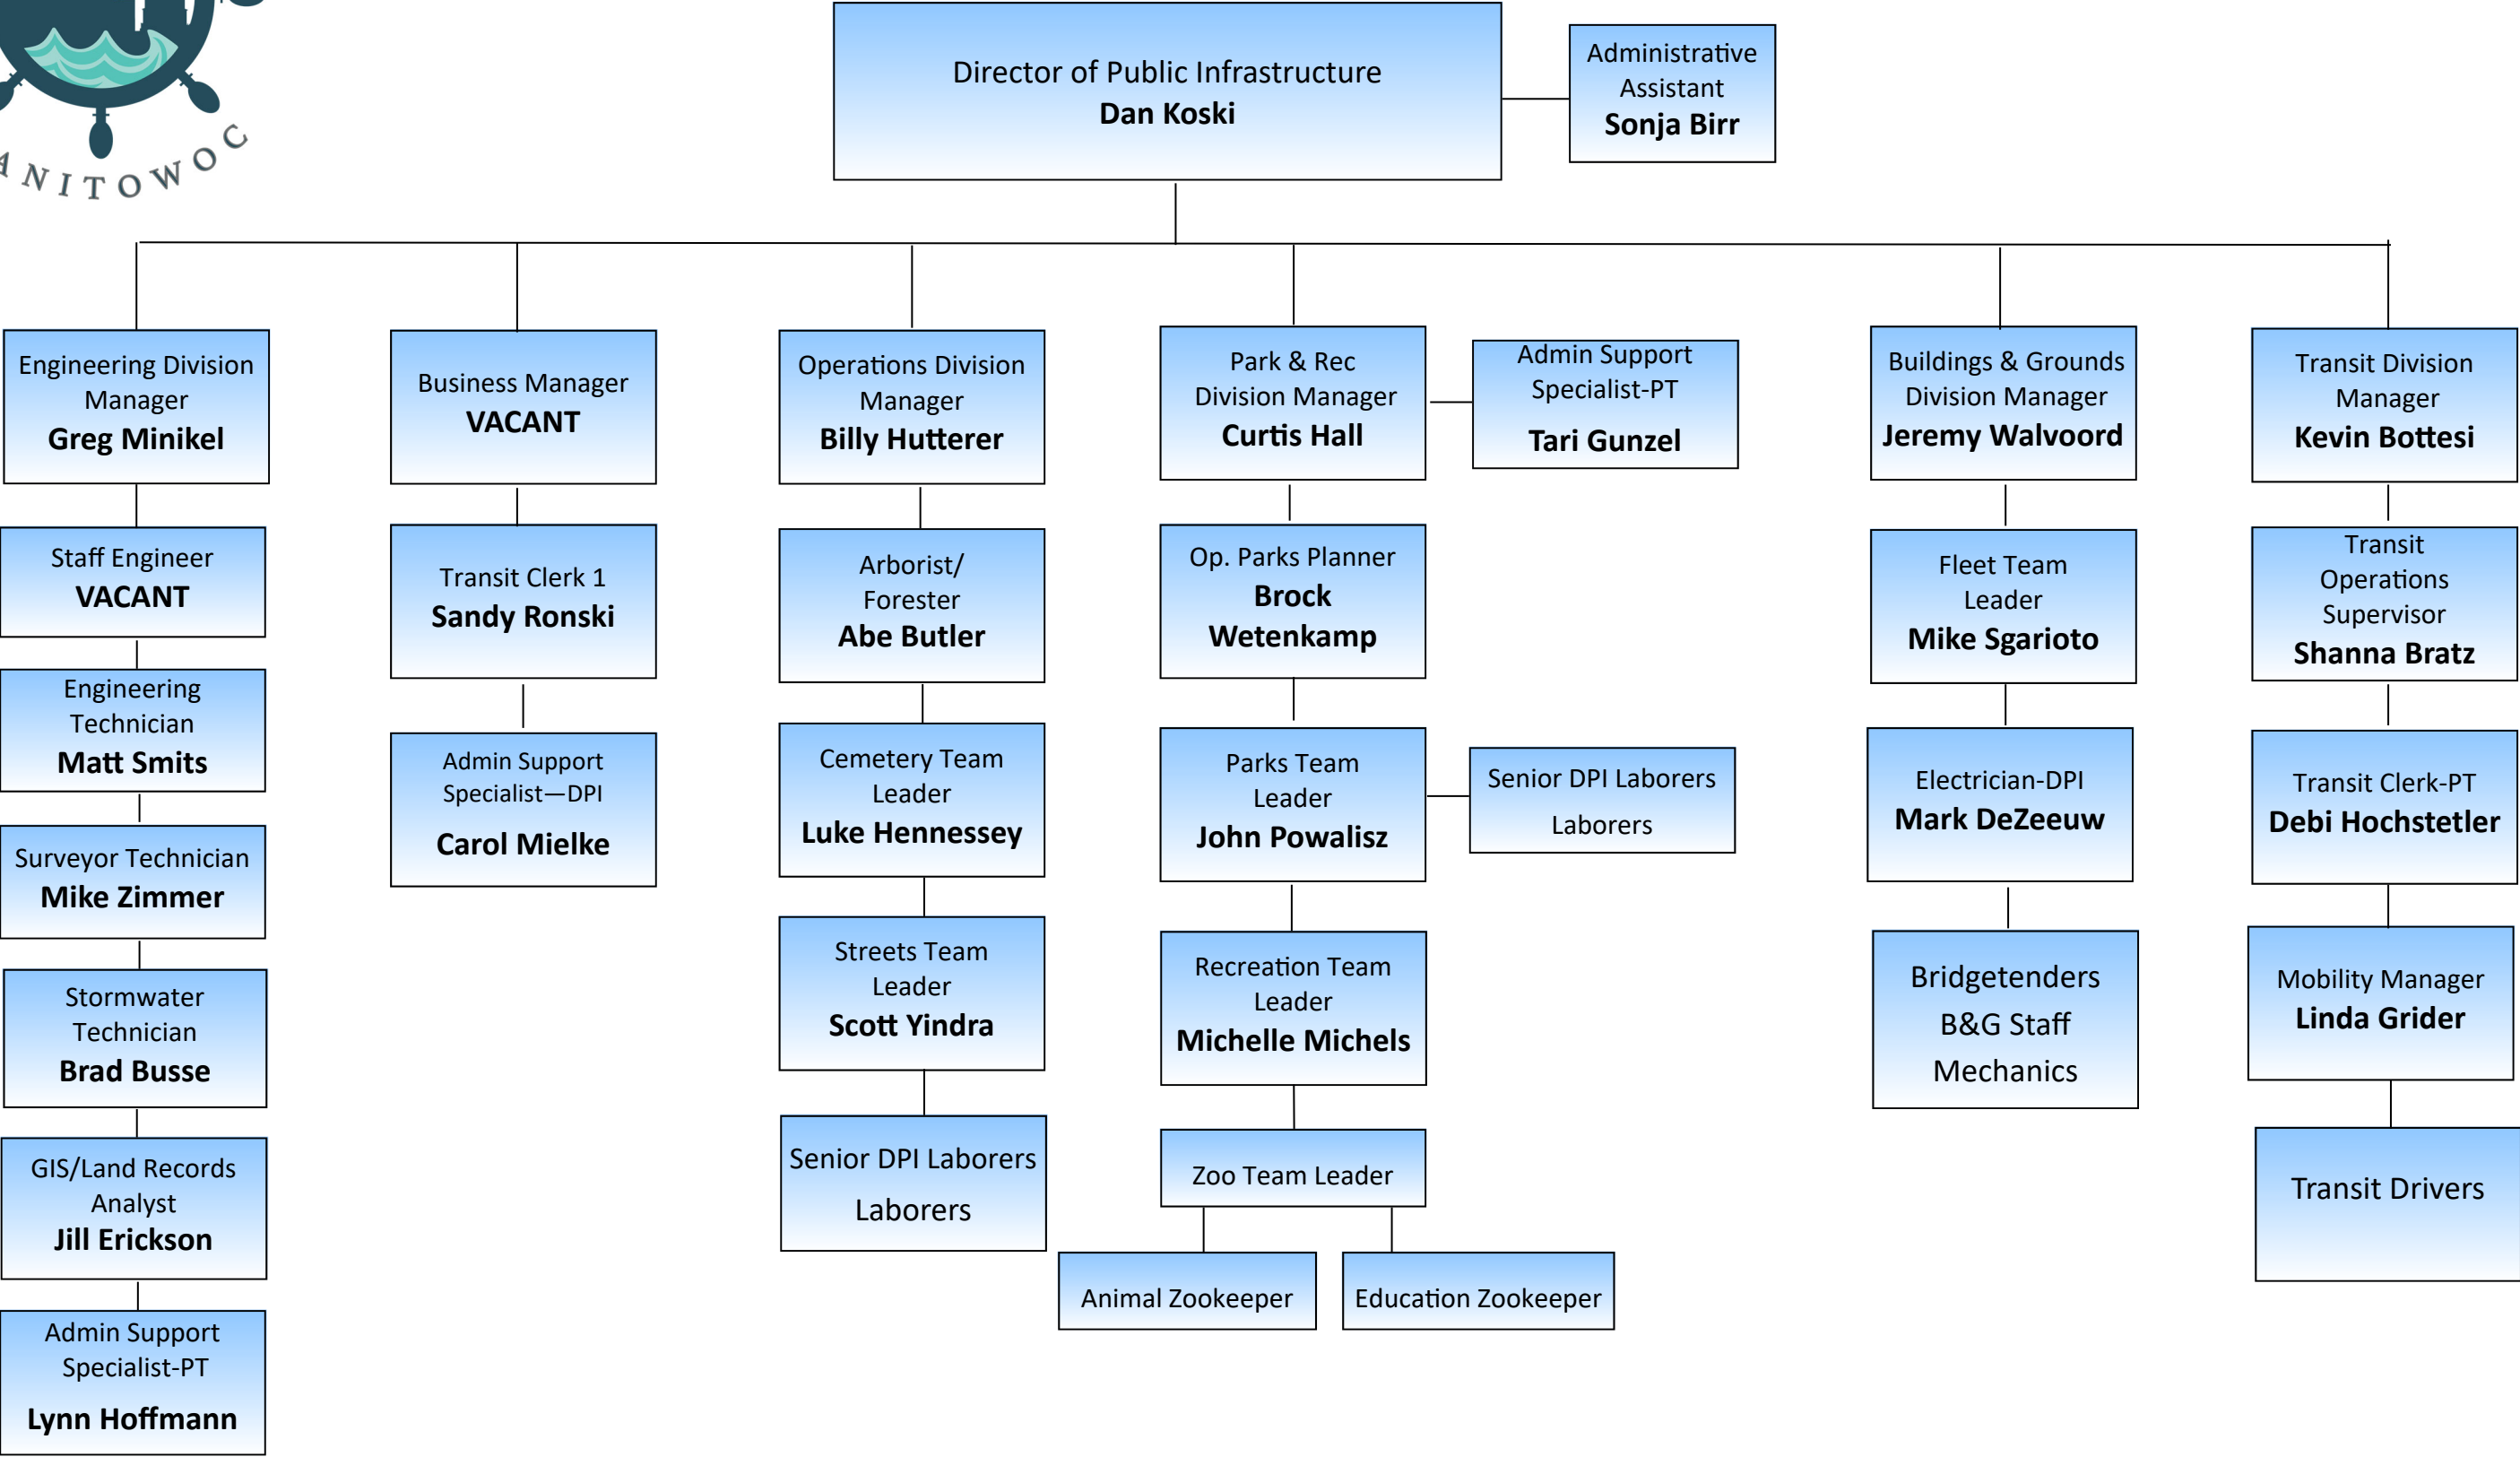 ANITOWOC
Director of Public Infrastructure
Dan Koski
Administrative
Assistant
Sonja Birr
Engineering Division
Manager
Greg Minikel
Staff Engineer
VACANT
Engineering
Technician
Matt Smits
Surveyor Technician
Mike Zimmer
Stormwater
Technician
Brad Busse
GIS/Land Records
Analyst
Jill Erickson
Admin Support
Specialist-PT
Lynn Hoffmann
Business Manager
VACANT
Transit Clerk 1
Sandy Ronski
Admin Support
Specialist—DPI
Carol Mielke
Operations Division
Manager
Billy Hutterer
Arborist/
Forester
Abe Butler
Cemetery Team
Leader
Luke Hennessey
Streets Team
Leader
Scott Yindra
Senior DPI Laborers
Laborers
Park & Rec
Division Manager
Curtis Hall
Admin Support
Specialist-PT
Tari Gunzel
Op. Parks Planner
Brock
Wetenkamp
Parks Team
Leader
John Powalisz
Senior DPI Laborers
Laborers
Recreation Team
Leader
Michelle Michels
Zoo Team Leader
Animal Zookeeper
Education Zookeeper
Buildings & Grounds
Division Manager
Jeremy Walvoord
Fleet Team
Leader
Mike Sgarioto
Electrician-DPI
Mark DeZeeuw
Bridgetenders
B&G Staff
Mechanics
Transit Division
Manager
Kevin Bottesi
Transit
Operations
Supervisor
Shanna Bratz
Transit Clerk-PT
Debi Hochstetler
Mobility Manager
Linda Grider
Transit Drivers